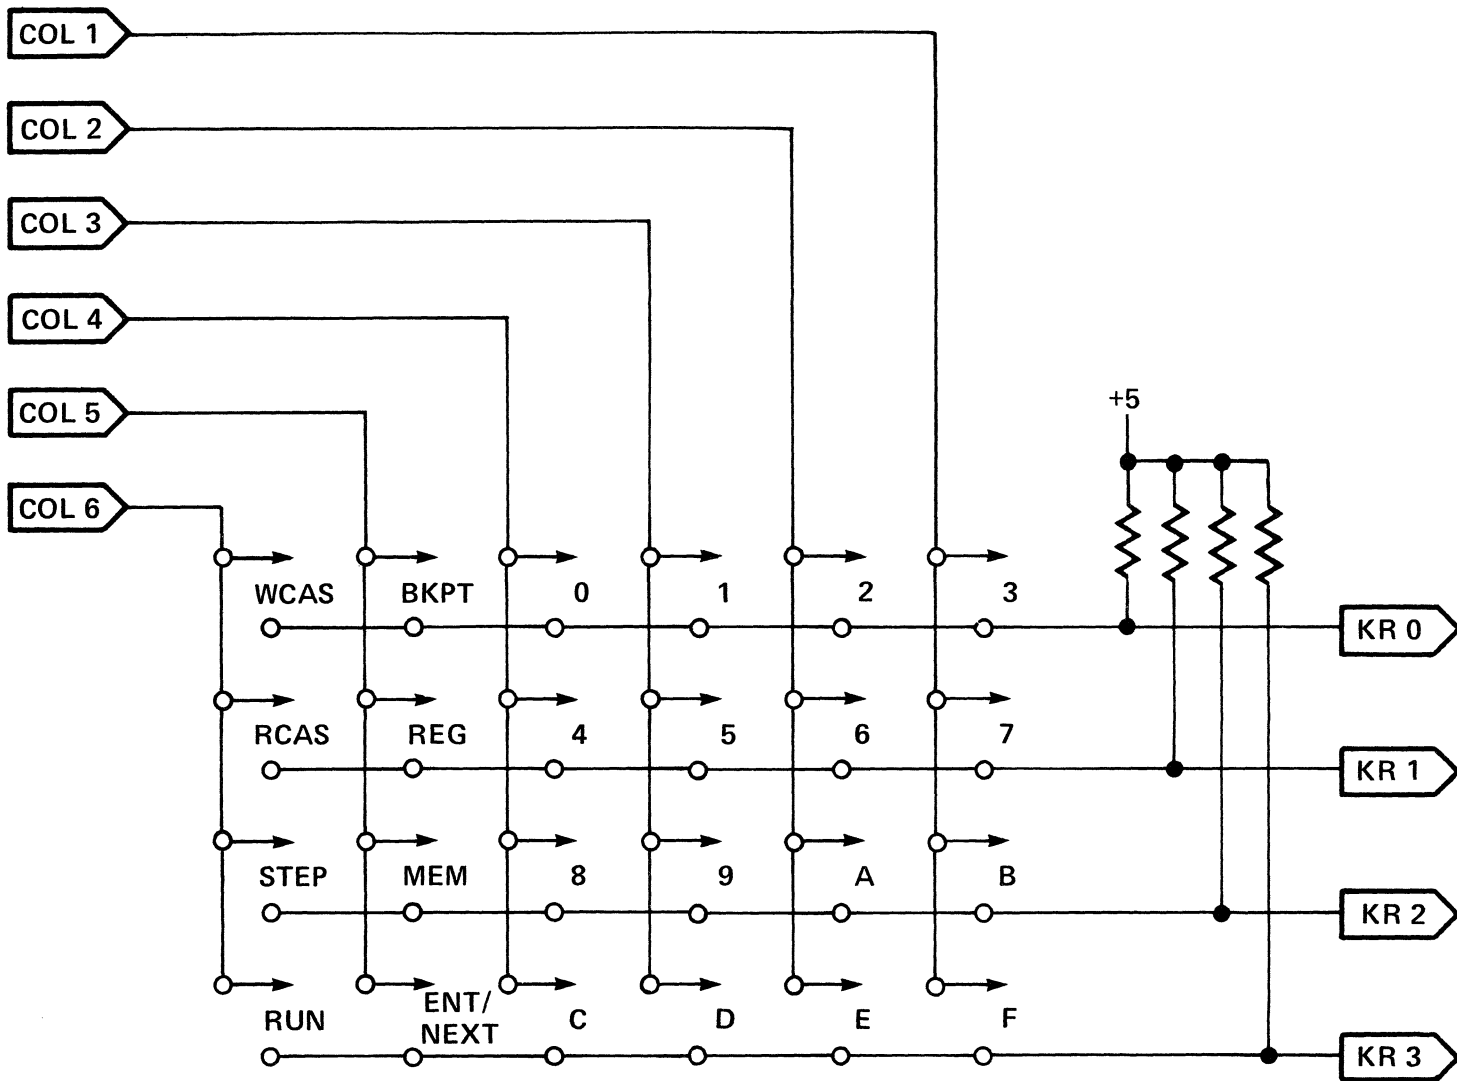 COL 1
COL 2
COL 3
COL 4
COL 5
COL 6
+5
WCAS BKPT 0 1 2 3
KR 0
RCAS REG 4 5 6 7
KR 1
STEP MEM 8 9 A B
KR 2
RUN ENT/ NEXT C D E F
KR 3